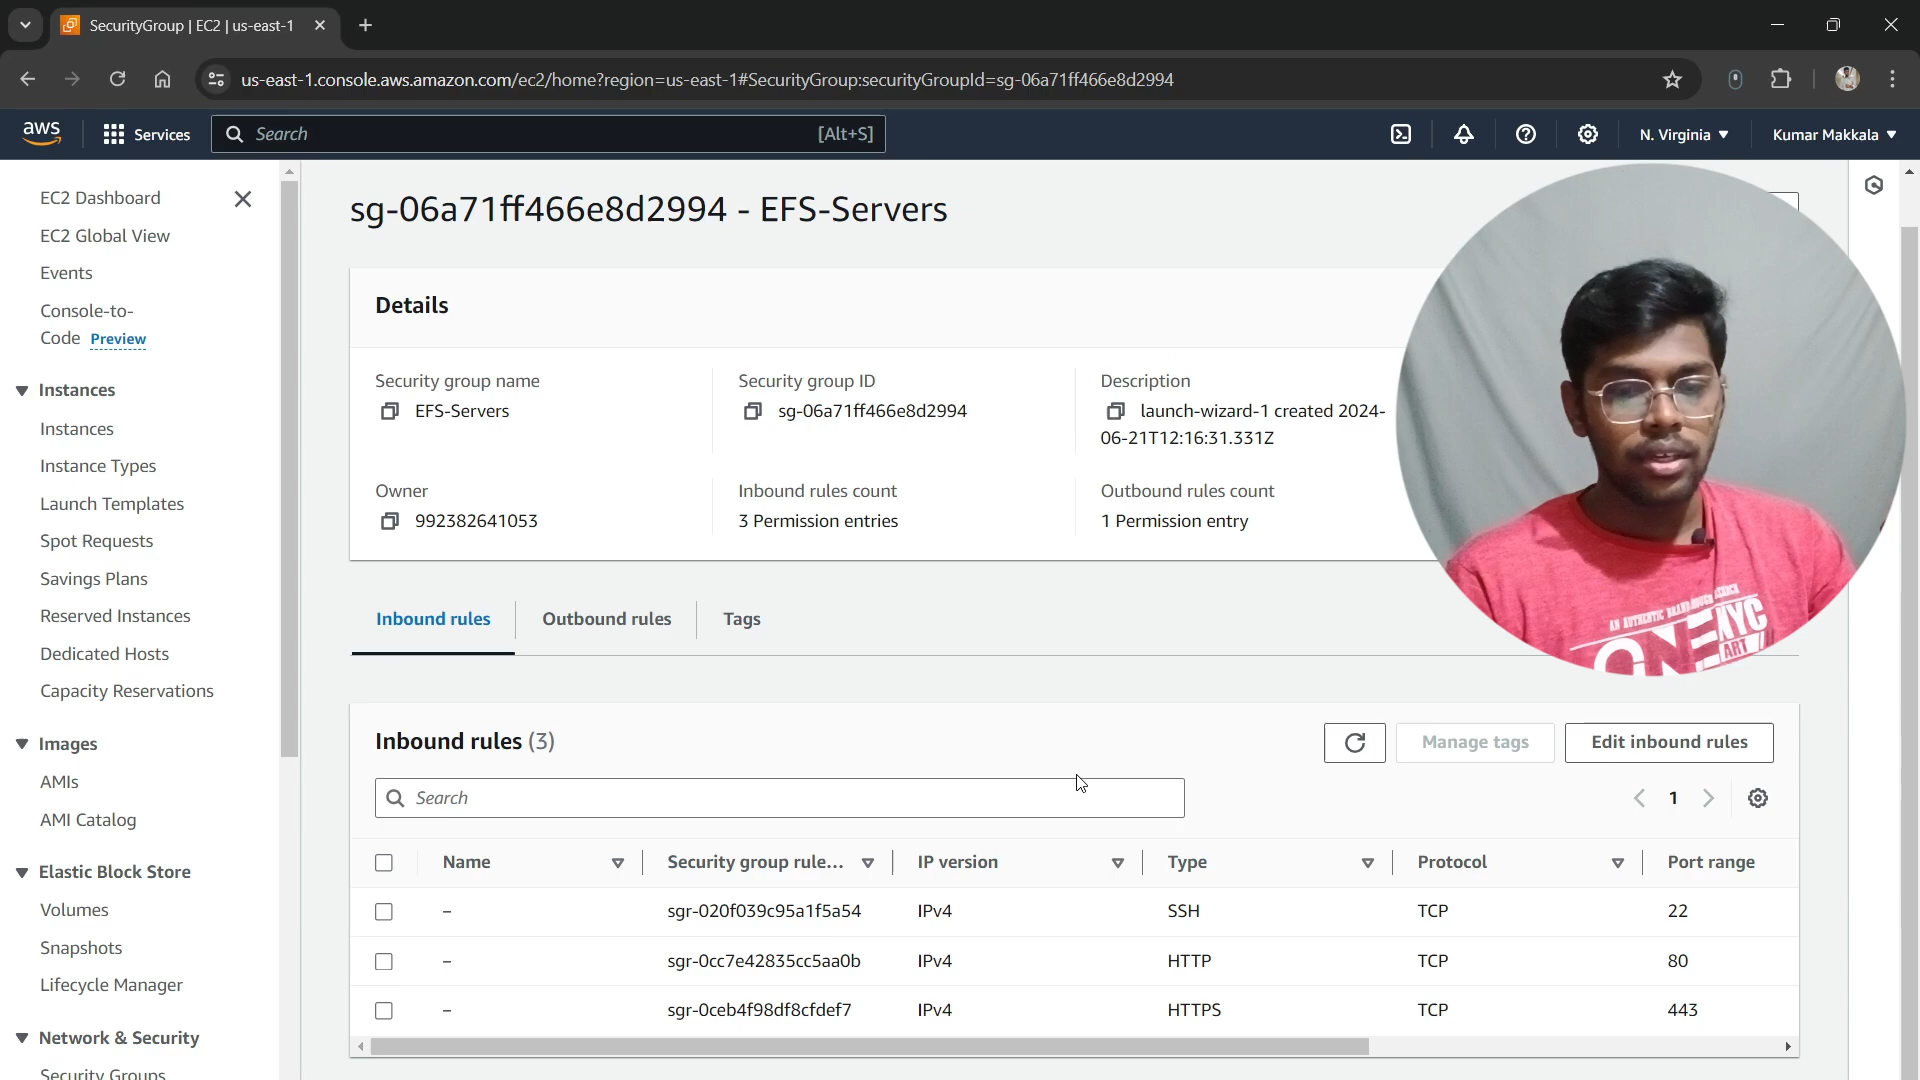 SecurityGroup | EC2 | us-east-1
us-east-1.console.aws.amazon.com/ec2/home?region=us-east-1#SecurityGroup:securityGroupId=sg-06a71ff466e8d2994
aws
Services
Search
[Alt+S]
N. Virginia
Kumar Makkala
EC2 Dashboard
EC2 Global View
Events
Console-to-
Code Preview
Instances
Instances
Instance Types
Launch Templates
Spot Requests
Savings Plans
Reserved Instances
Dedicated Hosts
Capacity Reservations
Images
AMIs
AMI Catalog
Elastic Block Store
Volumes
Snapshots
Lifecycle Manager
Network & Security
Security Groups
sg-06a71ff466e8d2994 - EFS-Servers
Details
Security group name
EFS-Servers
Security group ID
sg-06a71ff466e8d2994
Description
launch-wizard-1 created 2024-
06-21T12:16:31.331Z
Owner
992382641053
Inbound rules count
3 Permission entries
Outbound rules count
1 Permission entry
Inbound rules
Outbound rules
Tags
Inbound rules (3)
Manage tags
Edit inbound rules
Search
1
Name
Security group rule...
IP version
Type
Protocol
Port range
– sgr-020f039c95a1f5a54 IPv4 SSH TCP 22
– sgr-0cc7e42835cc5aa0b IPv4 HTTP TCP 80
– sgr-0ceb4f98df8cfdef7 IPv4 HTTPS TCP 443
NYC
ART